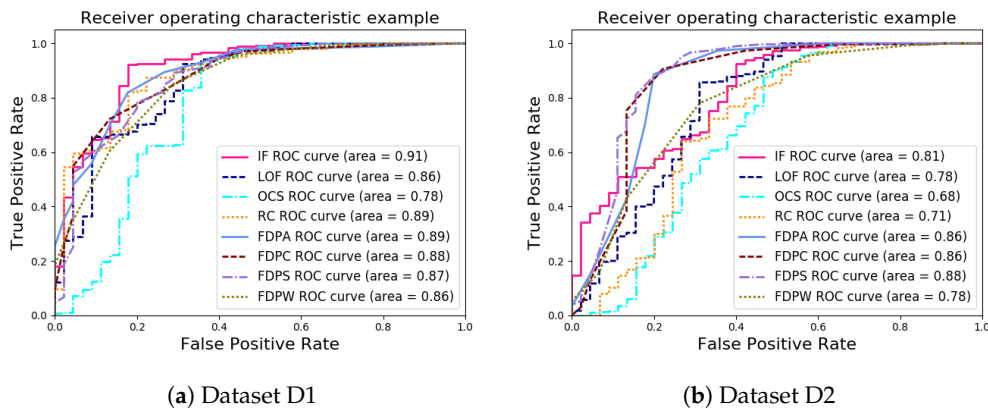 Receiver operating characteristic example
True Positive Rate
1.0
0.8
0.6
0.4
0.2
0.0
IF ROC curve (area = 0.91)
LOF ROC curve (area = 0.86)
OCS ROC curve (area = 0.78)
RC ROC curve (area = 0.89)
FDPA ROC curve (area = 0.89)
FDPC ROC curve (area = 0.88)
FDPS ROC curve (area = 0.87)
FDPW ROC curve (area = 0.86)
0.0 0.2 0.4 0.6 0.8 1.0
False Positive Rate
(a) Dataset D1
Receiver operating characteristic example
True Positive Rate
1.0
0.8
0.6
0.4
0.2
0.0
IF ROC curve (area = 0.81)
LOF ROC curve (area = 0.78)
OCS ROC curve (area = 0.68)
RC ROC curve (area = 0.71)
FDPA ROC curve (area = 0.86)
FDPC ROC curve (area = 0.86)
FDPS ROC curve (area = 0.88)
FDPW ROC curve (area = 0.78)
0.0 0.2 0.4 0.6 0.8 1.0
False Positive Rate
(b) Dataset D2